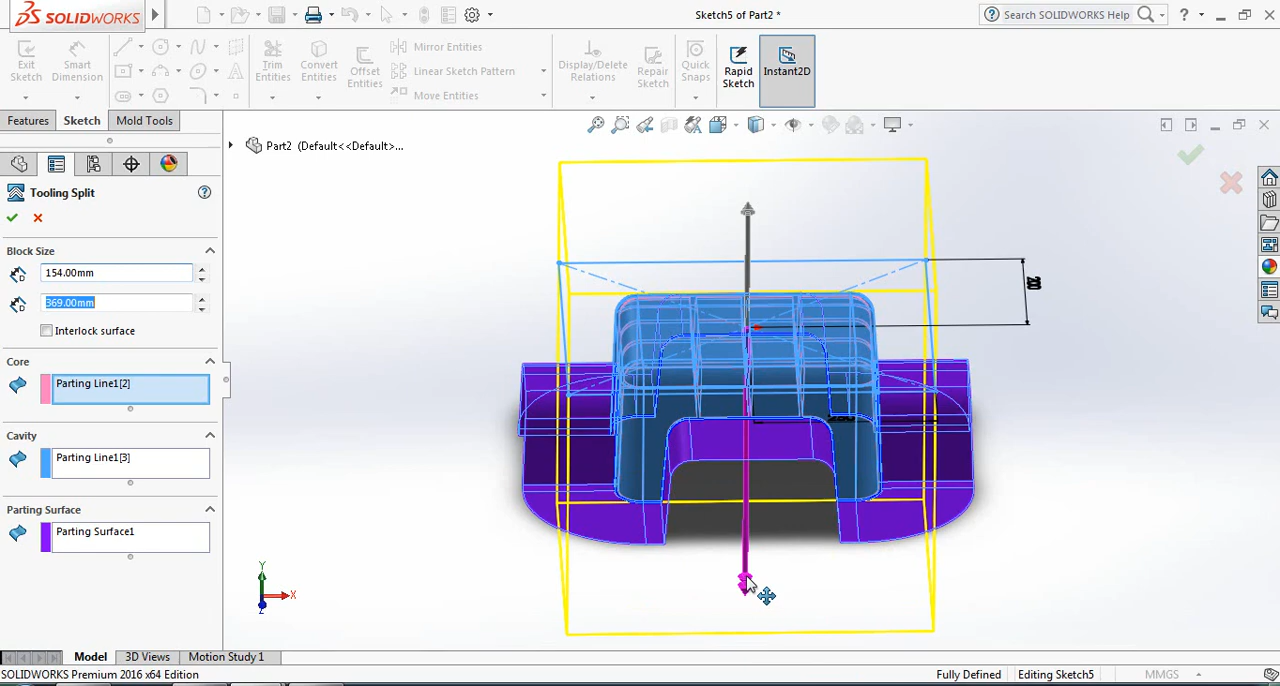 SOLIDWORKS
Sketch5 of Part2 *
Search SOLIDWORKS Help
Exit Sketch
Smart Dimension
Trim Entities
Convert Entities
Offset Entities
Mirror Entities
Linear Sketch Pattern
Move Entities
Display/Delete Relations
Repair Sketch
Quick Snaps
Rapid Sketch
Instant2D
Features
Sketch
Mold Tools
Part2 (Default<<Default>...
Tooling Split
Block Size
154.00mm
369.00mm
Interlock surface
Core
Parting Line1[2]
Cavity
Parting Line1[3]
Parting Surface
Parting Surface1
200
Y
X
Z
Model
3D Views
Motion Study 1
SOLIDWORKS Premium 2016 x64 Edition
Fully Defined
Editing Sketch5
MMGS